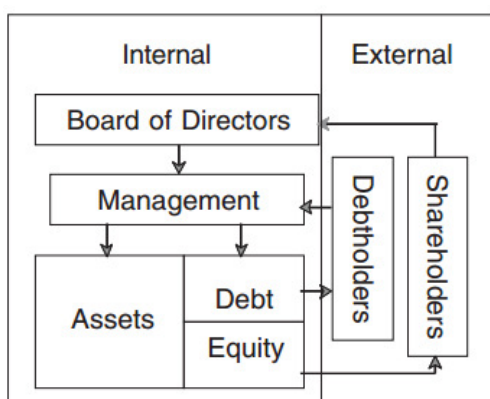 Internal
External
Board of Directors
Management
Debtholders
Shareholders
Assets
Debt
Equity